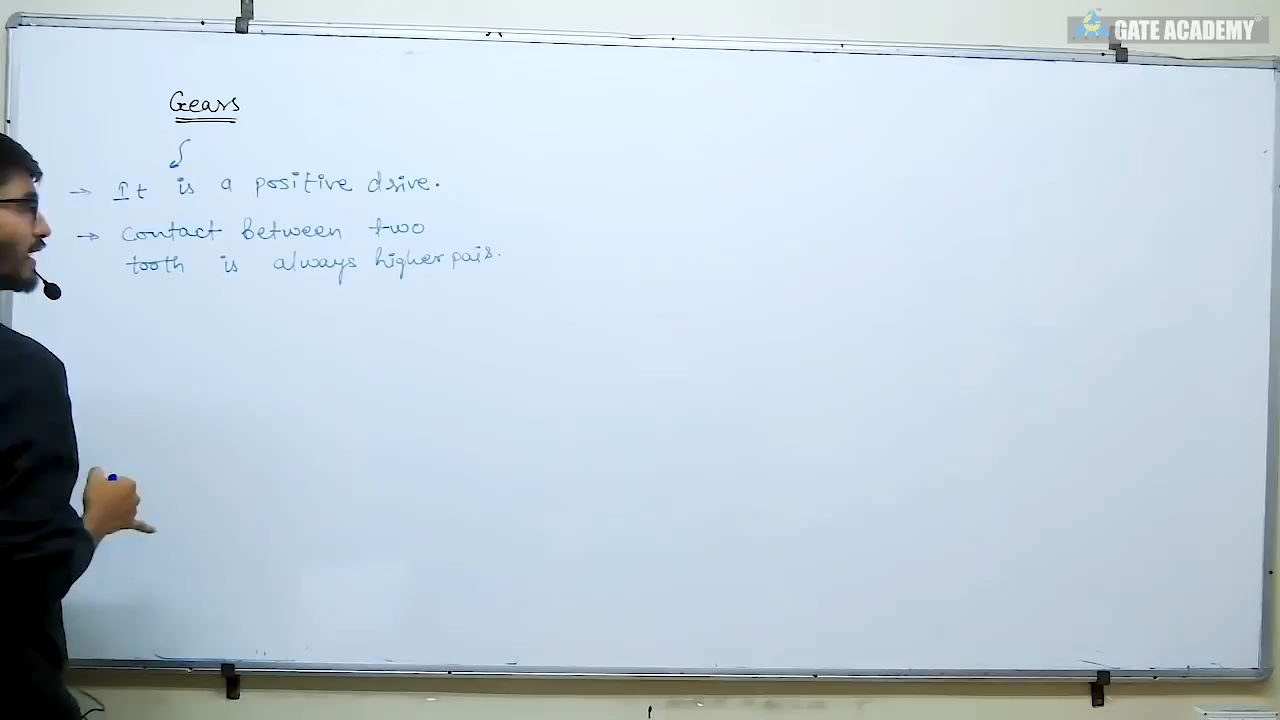 GATE ACADEMY
Gears
→ It is a positive drive.
→ Contact between two
tooth is always higher pair.